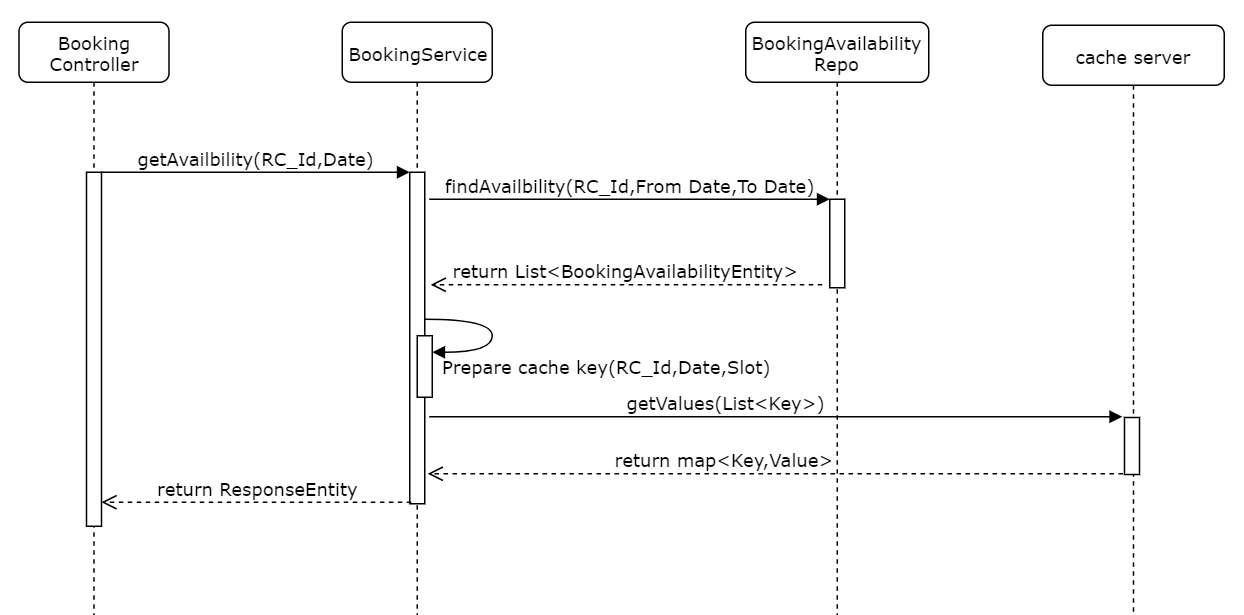 Booking
Controller
BookingService
BookingAvailability
Repo
cache server
getAvailbility(RC_Id,Date)
findAvailbility(RC_Id,From Date,To Date)
return List<BookingAvailabilityEntity>
Prepare cache key(RC_Id,Date,Slot)
getValues(List<Key>)
return map<Key,Value>
return ResponseEntity